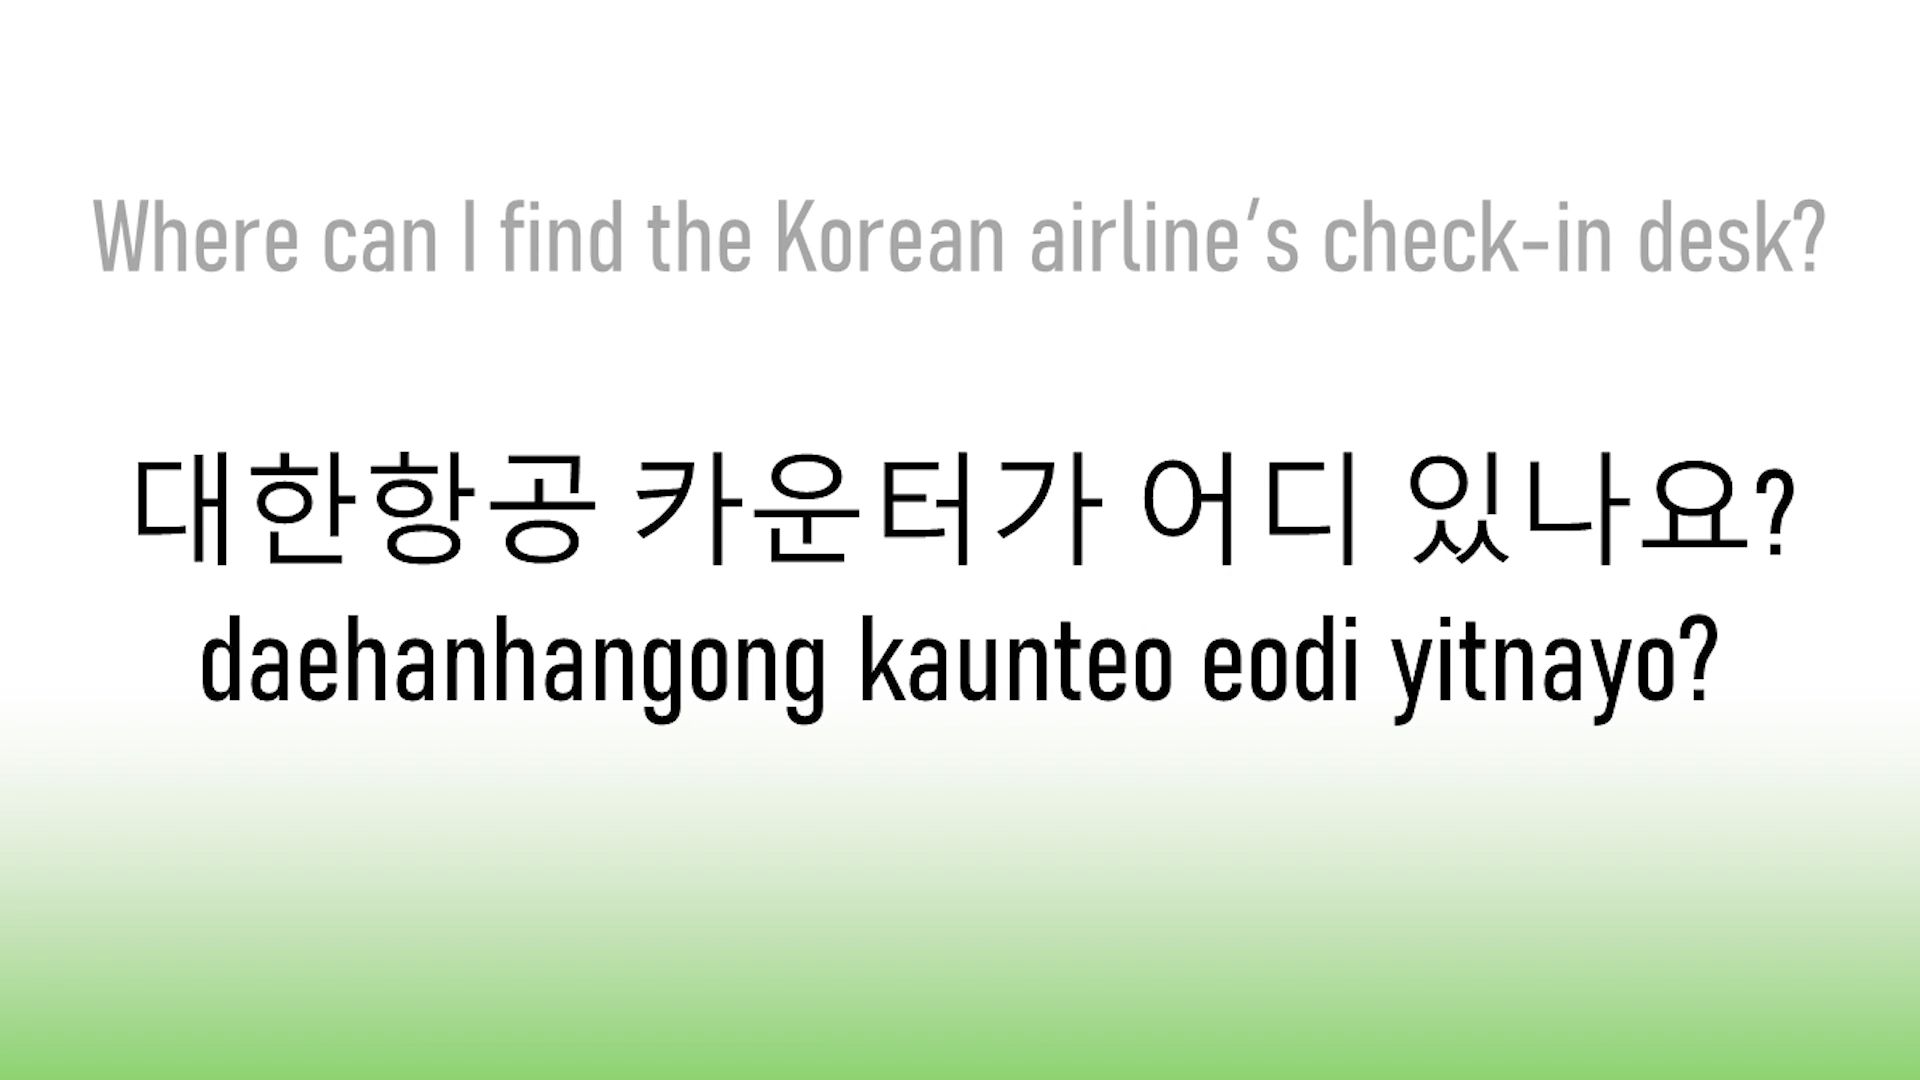 Where can I find the Korean airline’s check-in desk?
대한항공 카운터가 어디 있나요?
daehanhangong kaunteo eodi yitnayo?